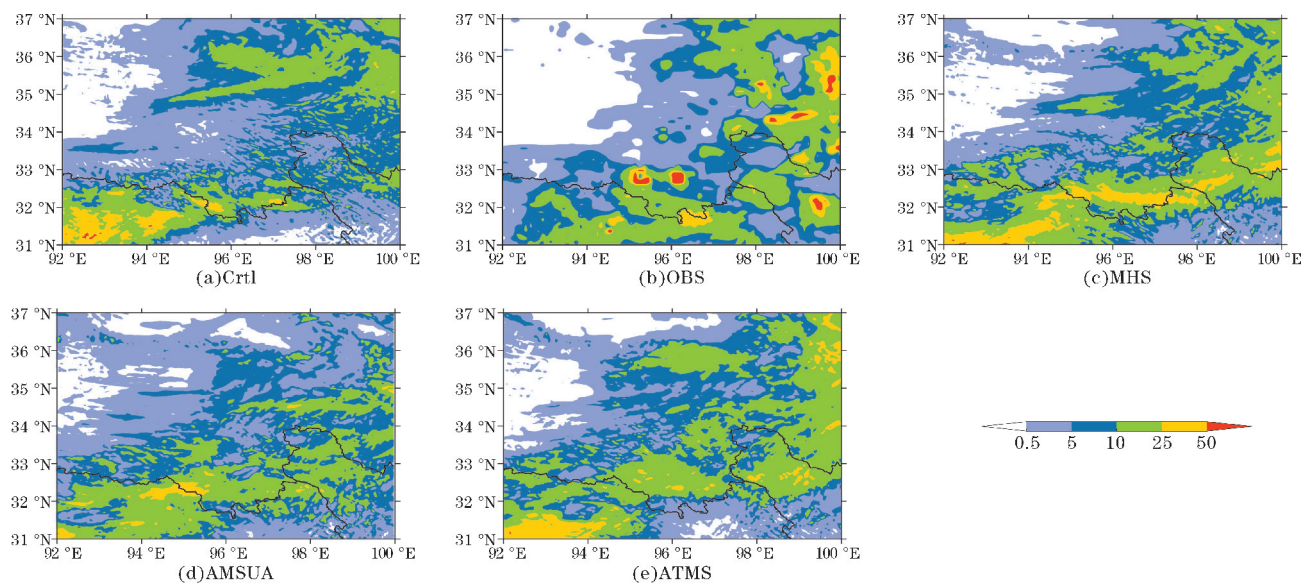 37 °N
36 °N
35 °N
34 °N
33 °N
32 °N
31 °N
92 °E
94 °E
96 °E
98 °E
100 °E
(a)Crtl
37 °N
36 °N
35 °N
34 °N
33 °N
32 °N
31 °N
92 °E
94 °E
96 °E
98 °E
100 °E
(b)OBS
37 °N
36 °N
35 °N
34 °N
33 °N
32 °N
31 °N
92 °E
94 °E
96 °E
98 °E
100 °E
(c)MHS
37 °N
36 °N
35 °N
34 °N
33 °N
32 °N
31 °N
92 °E
94 °E
96 °E
98 °E
100 °E
(d)AMSUA
37 °N
36 °N
35 °N
34 °N
33 °N
32 °N
31 °N
92 °E
94 °E
96 °E
98 °E
100 °E
(e)ATMS
0.5 5 10 25 50